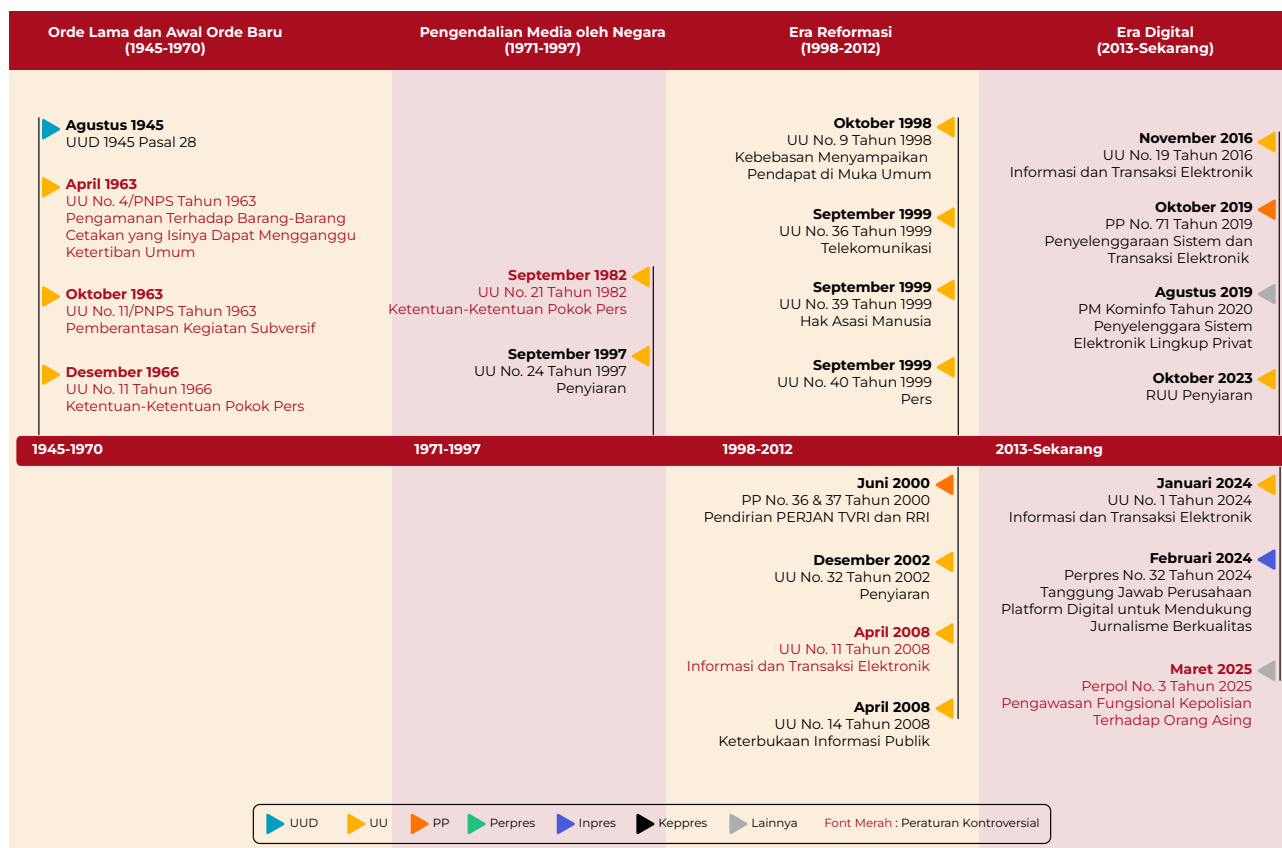 Orde Lama dan Awal Orde Baru
(1945-1970)
Pengendalian Media oleh Negara
(1971-1997)
Era Reformasi
(1998-2012)
Era Digital
(2013-Sekarang)
Agustus 1945
UUD 1945 Pasal 28
April 1963
UU No. 4/PNPS Tahun 1963
Pengamanan Terhadap Barang-Barang
Cetakan yang Isinya Dapat Mengganggu
Ketertiban Umum
Oktober 1963
UU No. 11/PNPS Tahun 1963
Pemberantasan Kegiatan Subversif
Desember 1966
UU No. 11 Tahun 1966
Ketentuan-Ketentuan Pokok Pers
September 1982
UU No. 21 Tahun 1982
Ketentuan-Ketentuan Pokok Pers
September 1997
UU No. 24 Tahun 1997
Penyiaran
Oktober 1998
UU No. 9 Tahun 1998
Kebebasan Menyampaikan
Pendapat di Muka Umum
September 1999
UU No. 36 Tahun 1999
Telekomunikasi
September 1999
UU No. 39 Tahun 1999
Hak Asasi Manusia
September 1999
UU No. 40 Tahun 1999
Pers
November 2016
UU No. 19 Tahun 2016
Informasi dan Transaksi Elektronik
Oktober 2019
PP No. 71 Tahun 2019
Penyelenggaraan Sistem dan
Transaksi Elektronik
Agustus 2019
PM Kominfo Tahun 2020
Penyelenggara Sistem
Elektronik Lingkup Privat
Oktober 2023
RUU Penyiaran
1945-1970
1971-1997
1998-2012
2013-Sekarang
Juni 2000
PP No. 36 & 37 Tahun 2000
Pendirian PERJAN TVRI dan RRI
Desember 2002
UU No. 32 Tahun 2002
Penyiaran
April 2008
UU No. 11 Tahun 2008
Informasi dan Transaksi Elektronik
April 2008
UU No. 14 Tahun 2008
Keterbukaan Informasi Publik
Januari 2024
UU No. 1 Tahun 2024
Informasi dan Transaksi Elektronik
Februari 2024
Perpres No. 32 Tahun 2024
Tanggung Jawab Perusahaan
Platform Digital untuk Mendukung
Jurnalisme Berkualitas
Maret 2025
Perpol No. 3 Tahun 2025
Pengawasan Fungsional Kepolisian
Terhadap Orang Asing
UUD UU PP Perpres Inpres Keppres Lainnya Font Merah : Peraturan Kontroversial